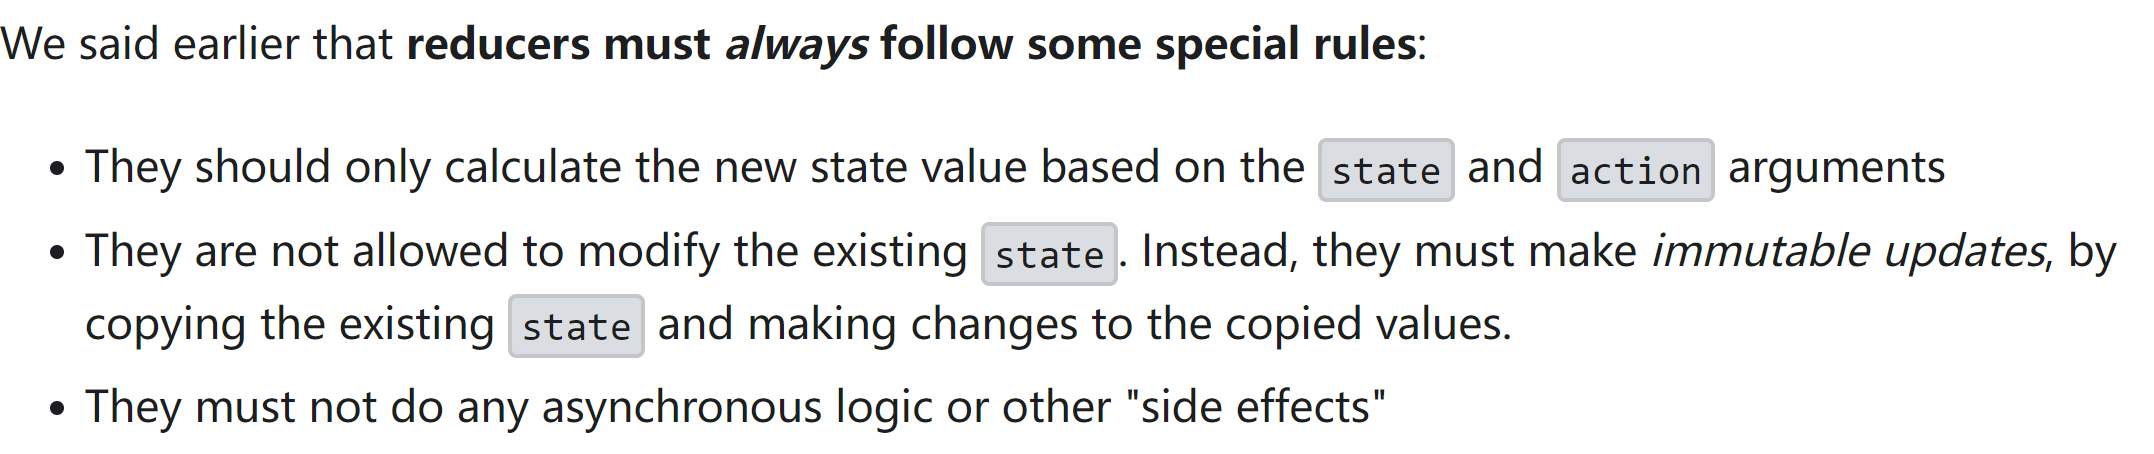 We said earlier that reducers must always follow some special rules:
• They should only calculate the new state value based on the state and action arguments
• They are not allowed to modify the existing state. Instead, they must make immutable updates, by
copying the existing state and making changes to the copied values.
• They must not do any asynchronous logic or other "side effects"